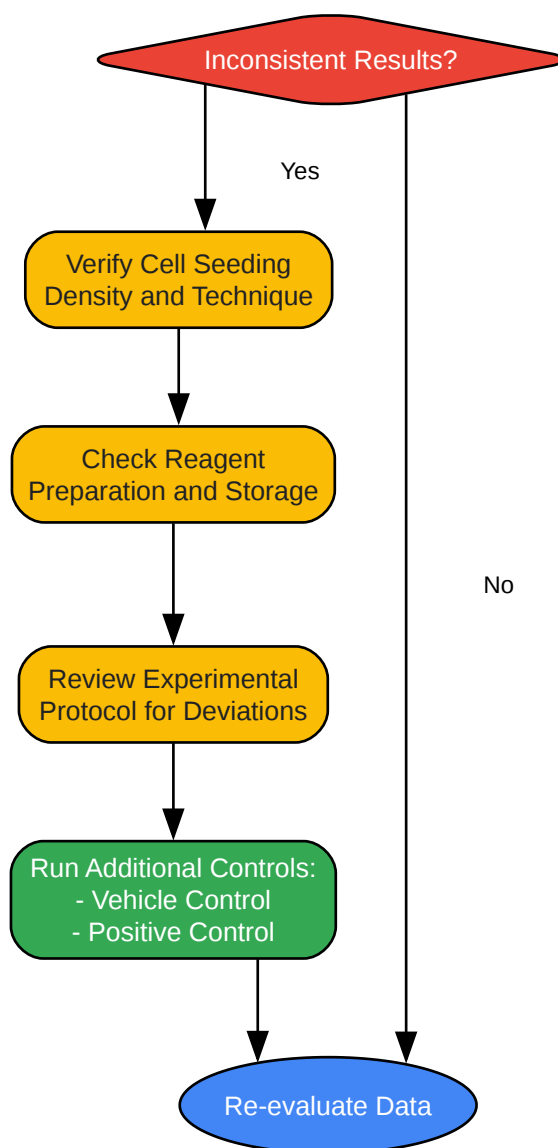 Inconsistent Results?
Yes
Verify Cell Seeding
Density and Technique
Check Reagent
Preparation and Storage
No
Review Experimental
Protocol for Deviations
Run Additional Controls:
- Vehicle Control
- Positive Control
Re-evaluate Data